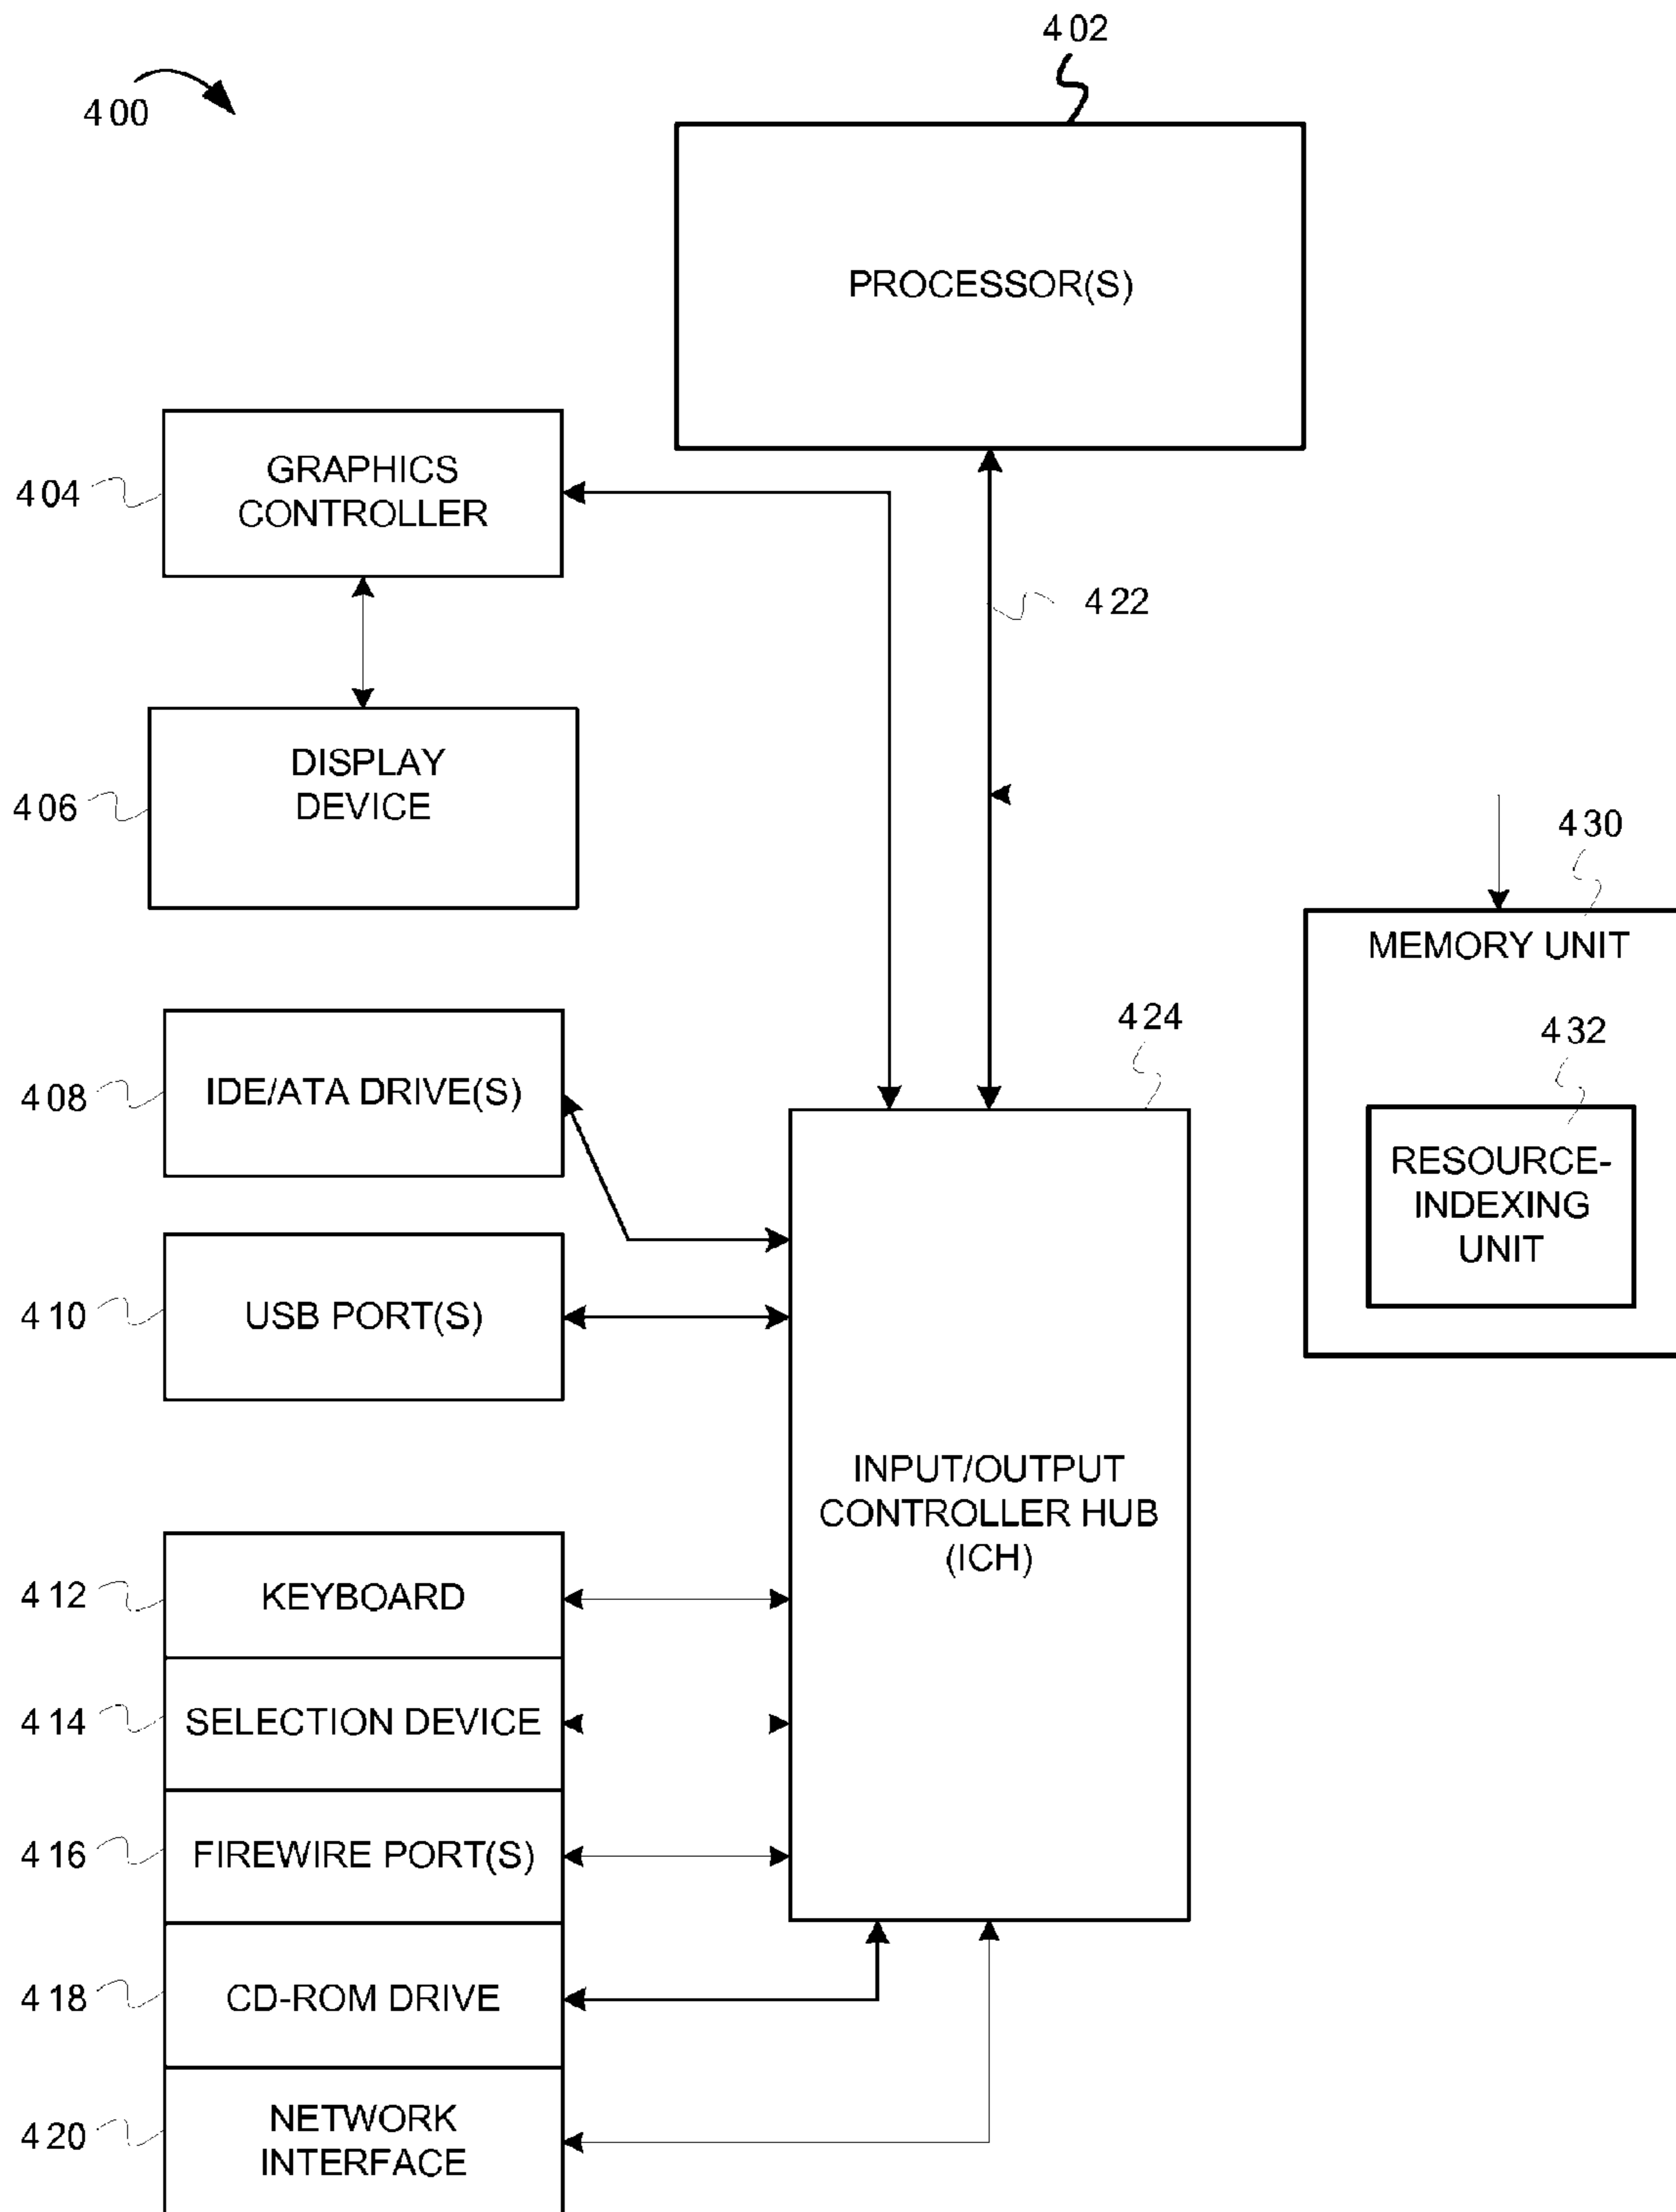 402
400
PROCESSOR(S)
GRAPHICS
CONTROLLER
404
422
DISPLAY
DEVICE
406
430
MEMORY UNIT
424
432
IDE/ATA DRIVE(S)
408
RESOURCE-
INDEXING
UNIT
USB PORT(S)
410
INPUT/OUTPUT
CONTROLLER HUB
(ICH)
412
KEYBOARD
414
SELECTION DEVICE
416
FIREWIRE PORT(S)
418
CD-ROM DRIVE
420
NETWORK
INTERFACE